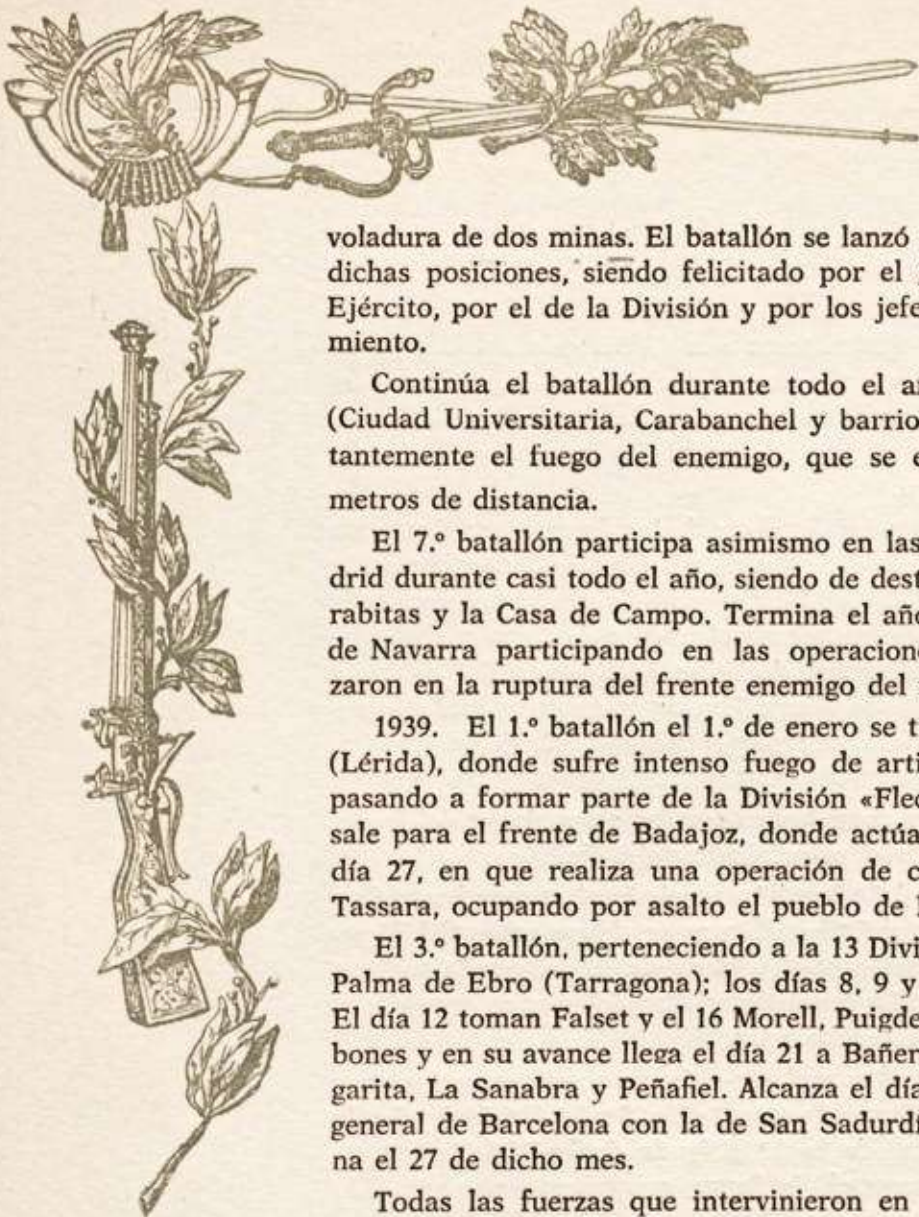 voladura de dos minas. El batallón se lanzó
dichas posiciones, siendo felicitado por el
Ejército, por el de la División y por los jefe
miento.
Continúa el batallón durante todo el a
(Ciudad Universitaria, Carabanchel y barrio
tantemente el fuego del enemigo, que se e
metros de distancia.
El 7.º batallón participa asimismo en las
drid durante casi todo el año, siendo de dest
rabitas y la Casa de Campo. Termina el año
de Navarra participando en las operacion
zaron en la ruptura del frente enemigo del
1939. El 1.º batallón el 1.º de enero se t
(Lérida), donde sufre intenso fuego de arti
pasando a formar parte de la División «Flec
sale para el frente de Badajoz, donde actúa
día 27, en que realiza una operación de c
Tassara, ocupando por asalto el pueblo de
El 3.º batallón, perteneciendo a la 13 Divi
Palma de Ebro (Tarragona); los días 8, 9 y
El día 12 toman Falset y el 16 Morell, Puigde
bones y en su avance llega el día 21 a Bañer
garita, La Sanabra y Peñafiel. Alcanza el día
general de Barcelona con la de San Sadurdí
na el 27 de dicho mes.
Todas las fuerzas que intervinieron en